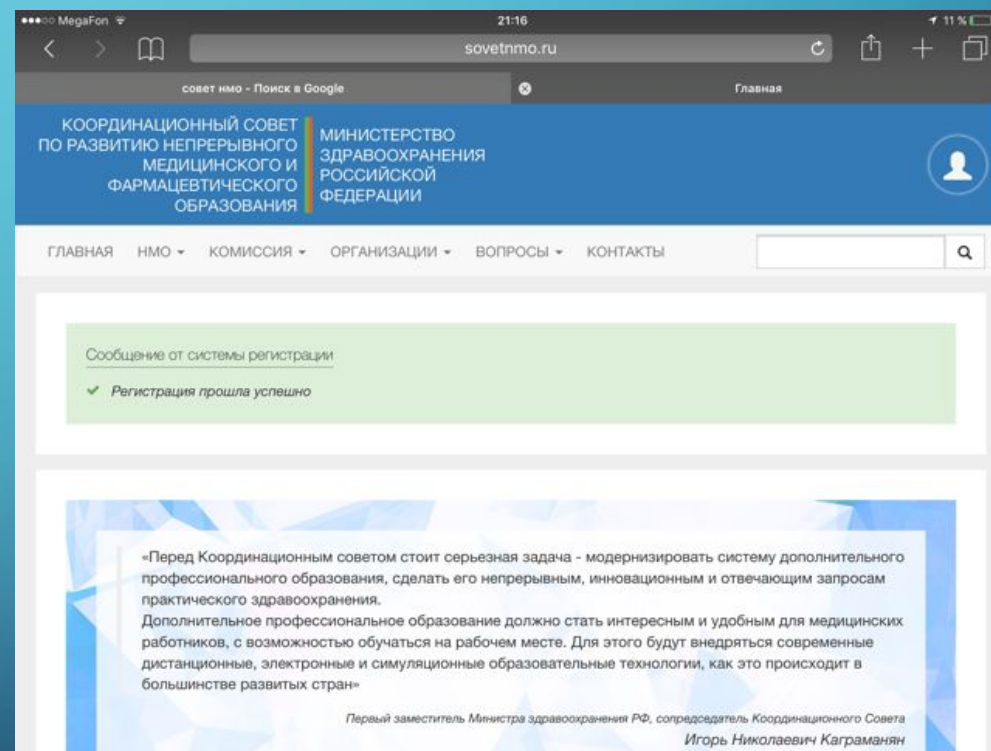 ●●●○○ MegaFon 21:16 11 %
sovetnmo.ru
совет нмо - Поиск в Google
Главная
КООРДИНАЦИОННЫЙ СОВЕТ
ПО РАЗВИТИЮ НЕПРЕРЫВНОГО
МЕДИЦИНСКОГО И
ФАРМАЦЕВТИЧЕСКОГО
ОБРАЗОВАНИЯ
МИНИСТЕРСТВО
ЗДРАВООХРАНЕНИЯ
РОССИЙСКОЙ
ФЕДЕРАЦИИ
ГЛАВНАЯ НМО КОМИССИЯ ОРГАНИЗАЦИИ ВОПРОСЫ КОНТАКТЫ
Сообщение от системы регистрации
Регистрация прошла успешно
«Перед Координационным советом стоит серьезная задача - модернизировать систему дополнительного
профессионального образования, сделать его непрерывным, инновационным и отвечающим запросам
практического здравоохранения.
Дополнительное профессиональное образование должно стать интересным и удобным для медицинских
работников, с возможностью обучаться на рабочем месте. Для этого будут внедряться современные
дистанционные, электронные и симуляционные образовательные технологии, как это происходит в
большинстве развитых стран»
Первый заместитель Министра здравоохранения РФ, сопредседатель Координационного Совета
Игорь Николаевич Каграманян